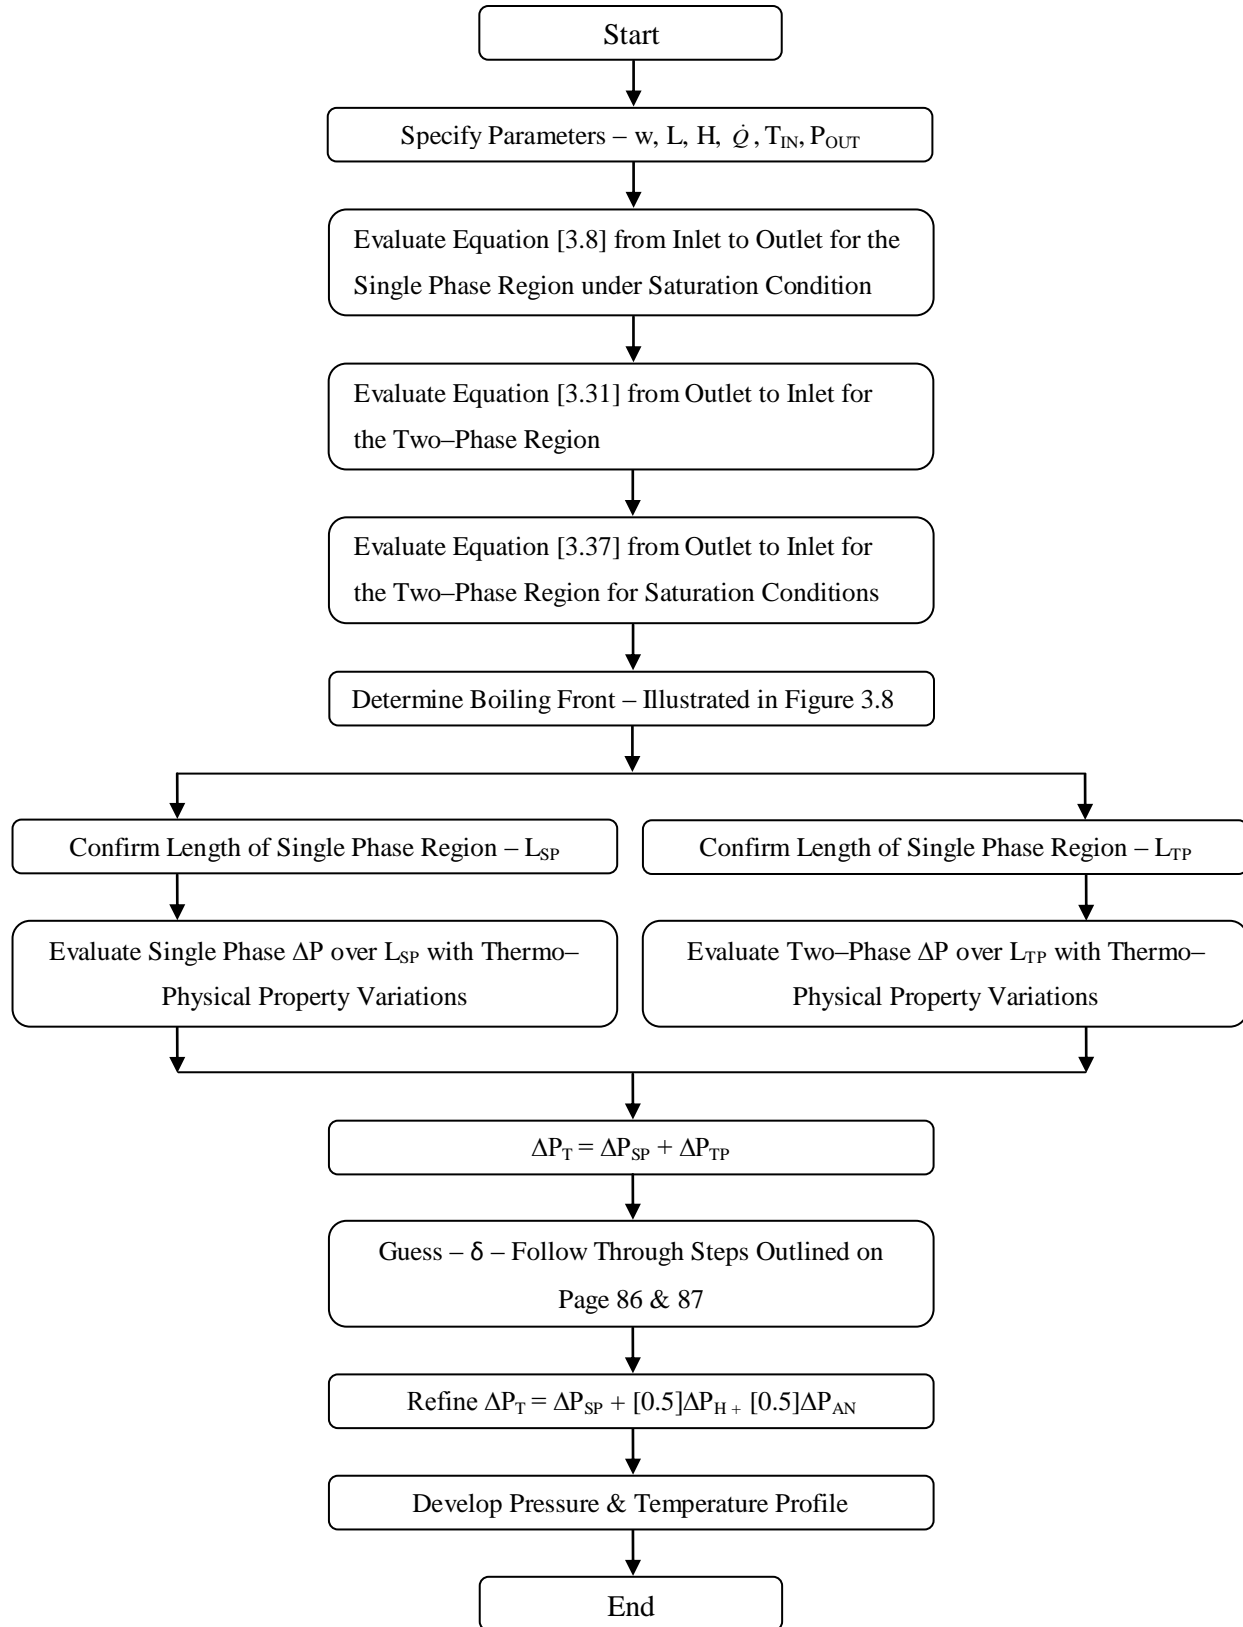 Start
Specify Parameters – w, L, H, Q̇, T_IN, P_OUT
Evaluate Equation [3.8] from Inlet to Outlet for the
Single Phase Region under Saturation Condition
Evaluate Equation [3.31] from Outlet to Inlet for
the Two–Phase Region
Evaluate Equation [3.37] from Outlet to Inlet for
the Two–Phase Region for Saturation Conditions
Determine Boiling Front – Illustrated in Figure 3.8
Confirm Length of Single Phase Region – L_SP
Evaluate Single Phase ΔP over L_SP with Thermo–
Physical Property Variations
Confirm Length of Single Phase Region – L_TP
Evaluate Two–Phase ΔP over L_TP with Thermo–
Physical Property Variations
ΔP_T = ΔP_SP + ΔP_TP
Guess – δ – Follow Through Steps Outlined on
Page 86 & 87
Refine ΔP_T = ΔP_SP + [0.5]ΔP_H + [0.5]ΔP_AN
Develop Pressure & Temperature Profile
End